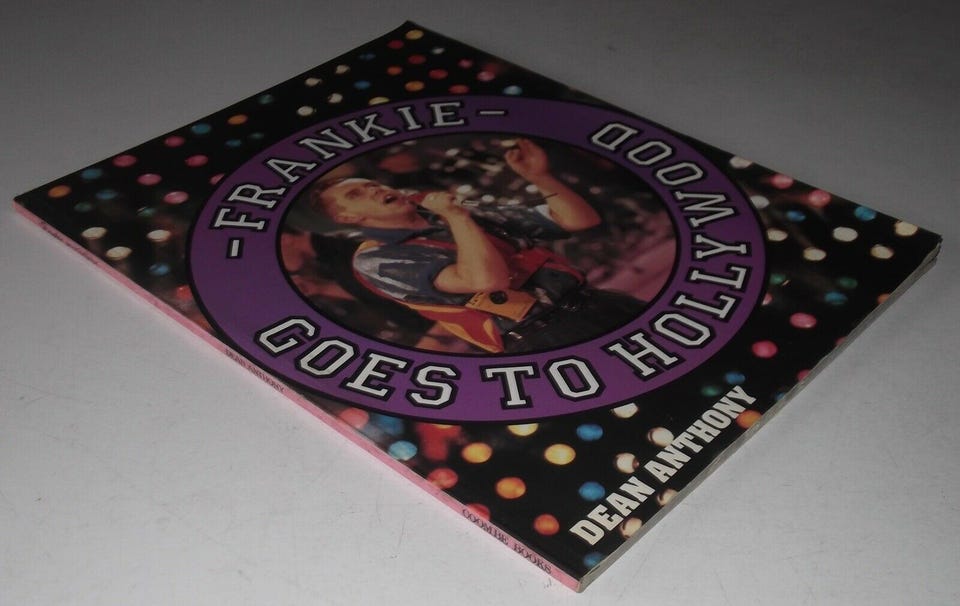 -FRANKIE-
GOES TO HOLLYWOOD
DEAN ANTHONY
DEAN ANTHONY
COOMBE BOOKS